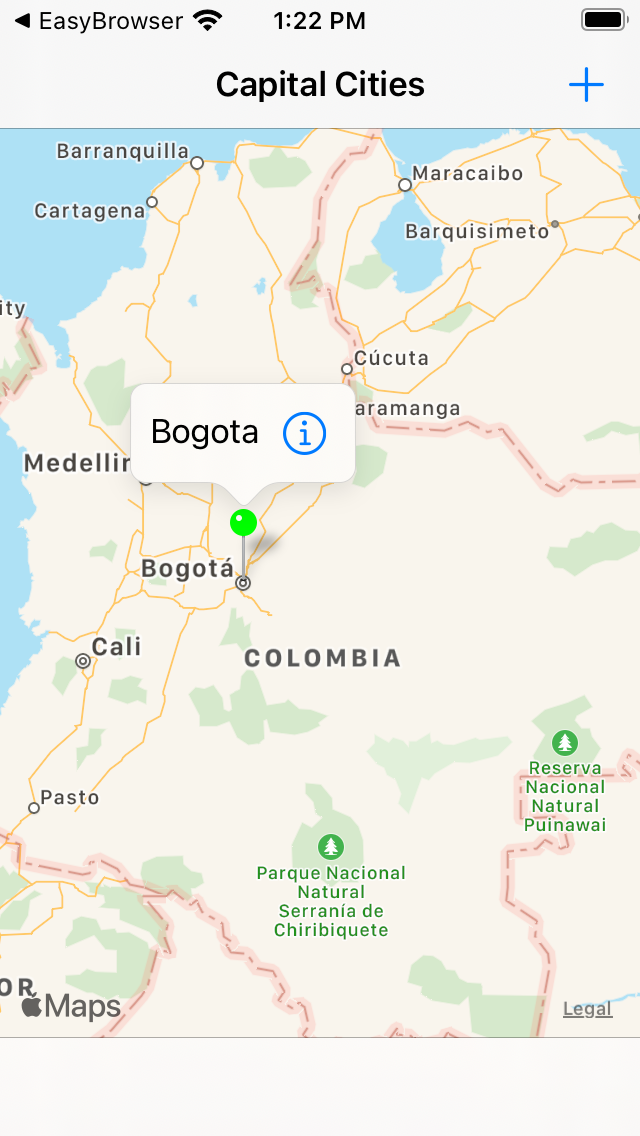 EasyBrowser
1:22 PM
Capital Cities
Barranquilla
Maracaibo
Cartagena
Barquisimeto
ity
Cúcuta
aramanga
Bogota
Medellin
Bogotá
Cali
COLOMBIA
Reserva
Nacional
Natural
Puinawai
Pasto
Parque Nacional
Natural
Serranía de
Chiribiquete
OR
Maps
Legal